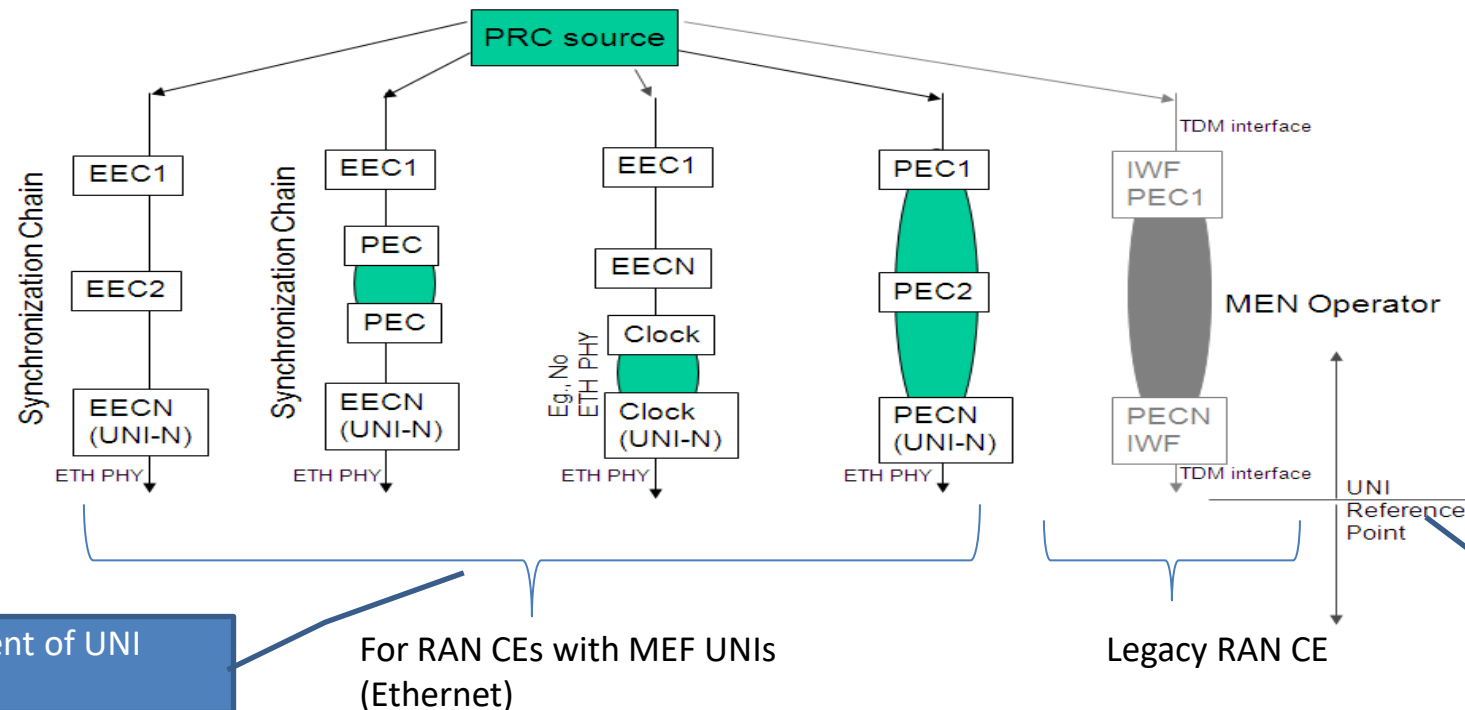 PRC source
Synchronization Chain
EEC1
EEC2
EECN
(UNI-N)
ETH PHY
Synchronization Chain
EEC1
PEC
PEC
EECN
(UNI-N)
ETH PHY
EEC1
EECN
Eg., No
ETH PHY
Clock
Clock
(UNI-N)
ETH PHY
PEC1
PEC2
PECN
(UNI-N)
ETH PHY
TDM interface
IWF
PEC1
PECN
IWF
TDM interface
MEN Operator
UNI
Reference
Point
ent of UNI
For RAN CEs with MEF UNIs
(Ethernet)
Legacy RAN CE